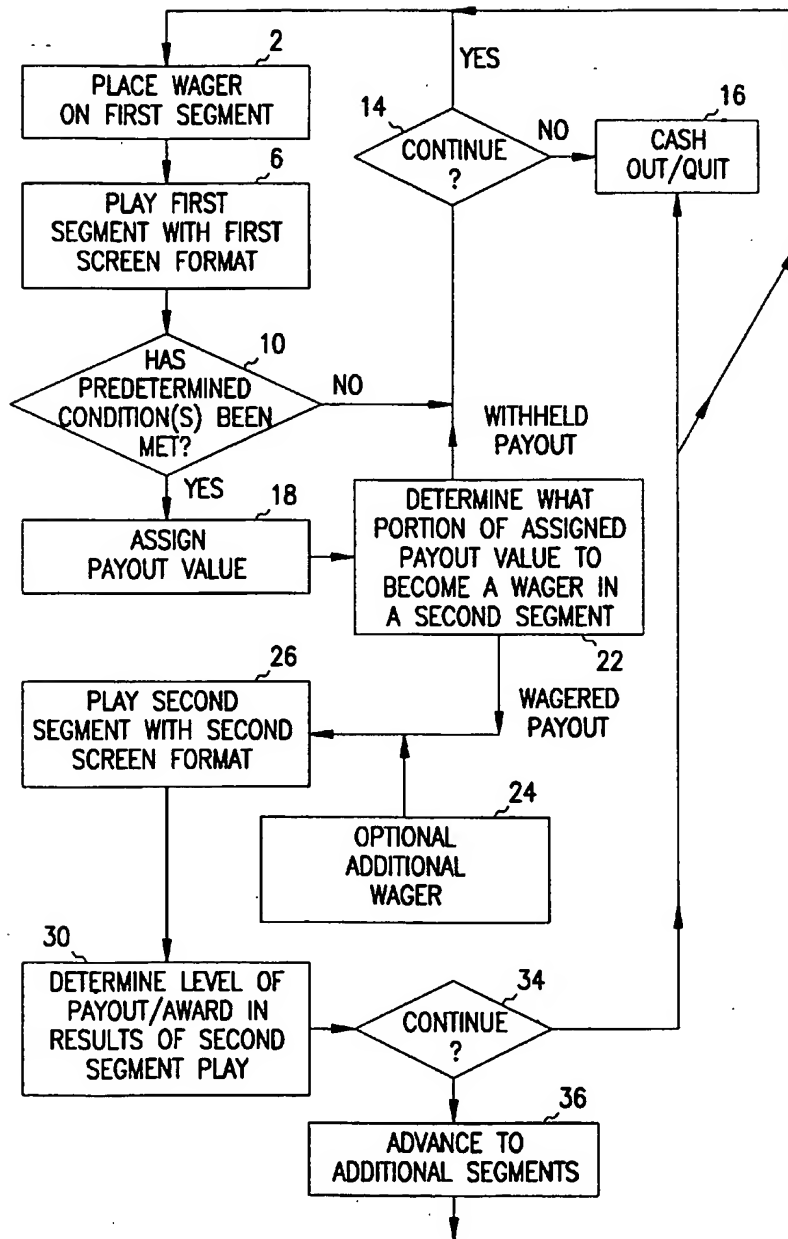 2
PLACE WAGER
ON FIRST SEGMENT
6
PLAY FIRST
SEGMENT WITH FIRST
SCREEN FORMAT
10
HAS
PREDETERMINED
CONDITION(S) BEEN
MET?
NO
YES
YES
14
CONTINUE
?
NO
16
CASH
OUT/QUIT
WITHHELD
PAYOUT
18
ASSIGN
PAYOUT VALUE
DETERMINE WHAT
PORTION OF ASSIGNED
PAYOUT VALUE TO
BECOME A WAGER IN
A SECOND SEGMENT
22
WAGERED
PAYOUT
26
PLAY SECOND
SEGMENT WITH SECOND
SCREEN FORMAT
24
OPTIONAL
ADDITIONAL
WAGER
30
DETERMINE LEVEL OF
PAYOUT/AWARD IN
RESULTS OF SECOND
SEGMENT PLAY
34
CONTINUE
?
36
ADVANCE TO
ADDITIONAL SEGMENTS